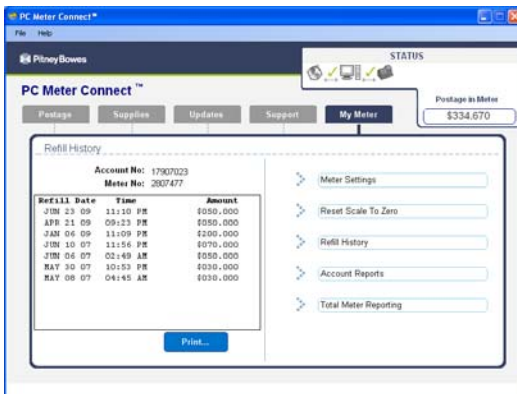 PC Meter Connect™
File Help
Pitney Bowes
STATUS
PC Meter Connect™
Postage in Meter
$334.670
Postage Supplies Updates Support My Meter
Refill History
Account No: 17907023
Meter No: 2807477
Refill Date Time Amount
JUN 23 09 11:10 PM $050.000
APR 21 09 09:23 PM $050.000
JAN 06 09 11:09 PM $200.000
JUN 10 07 11:56 PM $070.000
JUN 06 07 02:49 AM $050.000
MAY 30 07 10:53 PM $030.000
MAY 08 07 04:45 AM $030.000
Print...
Meter Settings
Reset Scale To Zero
Refill History
Account Reports
Total Meter Reporting